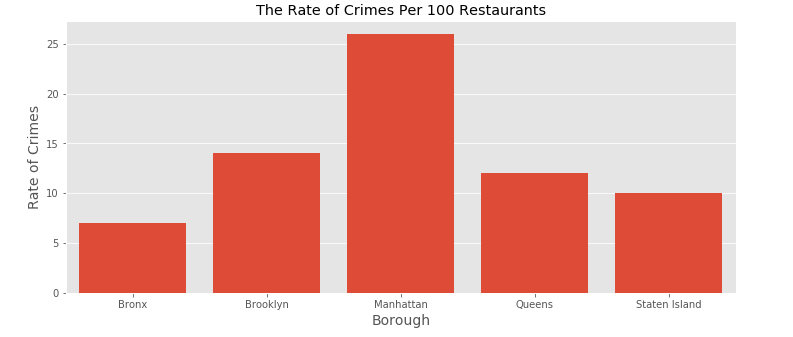 The Rate of Crimes Per 100 Restaurants
Rate of Crimes
25
20
15
10
5
0
Bronx Brooklyn Manhattan Queens Staten Island
Borough